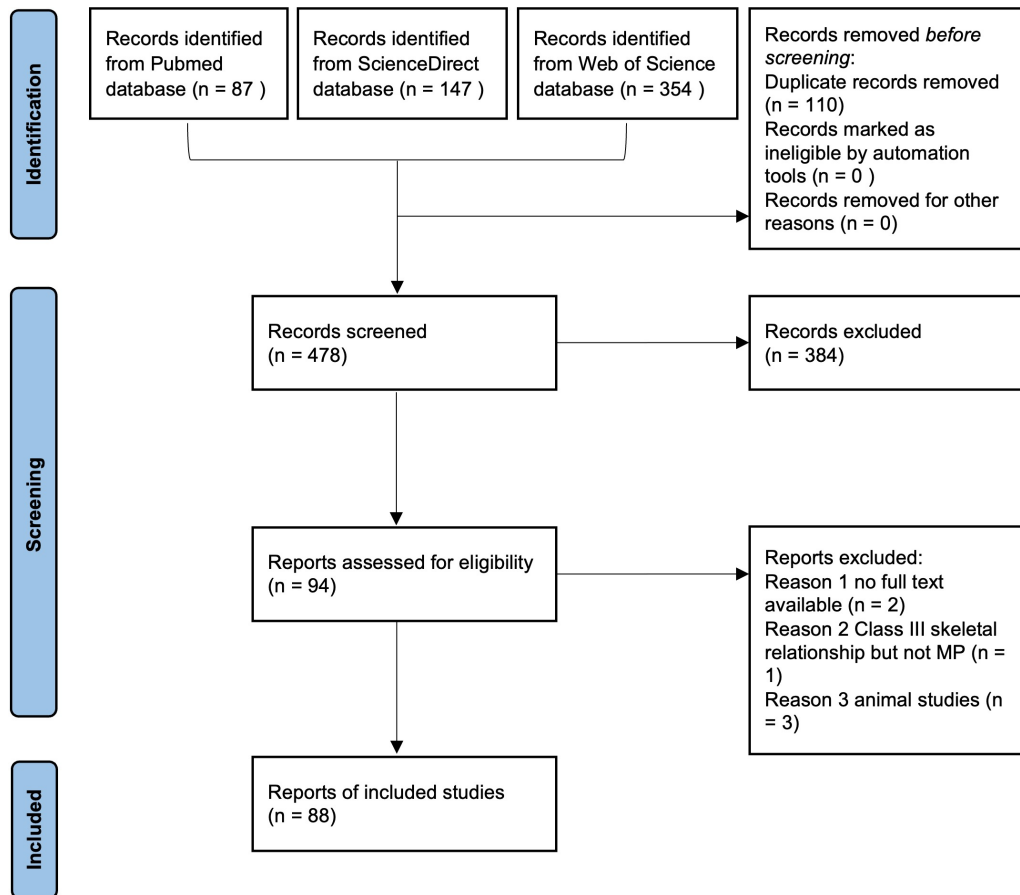 Identification
Records identified
from Pubmed
database (n = 87 )
Records identified
from ScienceDirect
database (n = 147 )
Records identified
from Web of Science
database (n = 354 )
Records removed before
screening:
Duplicate records removed
(n = 110)
Records marked as
ineligible by automation
tools (n = 0 )
Records removed for other
reasons (n = 0)
Screening
Records screened
(n = 478)
Records excluded
(n = 384)
Reports assessed for eligibility
(n = 94)
Reports excluded:
Reason 1 no full text
available (n = 2)
Reason 2 Class III skeletal
relationship but not MP (n =
1)
Reason 3 animal studies (n
= 3)
Included
Reports of included studies
(n = 88)